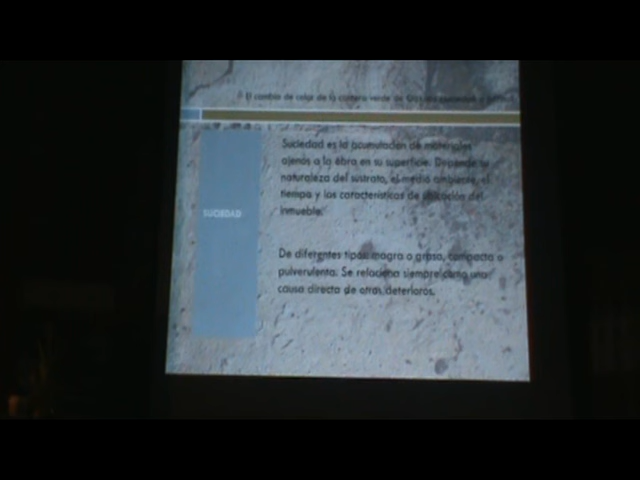 El cambio de color de la cantera verde de
Suciedad es la acumulación de materiales
ajenos a la obra en su superficie. Depende su
naturaleza del sustrato, el medio ambiente, el
tiempo y las características de ubicación del
inmueble.
SUCIEDAD
De diferentes tipos: magra o grasa, compacta o
pulverulenta. Se relaciona siempre como una
causa directa de otros deterioros.